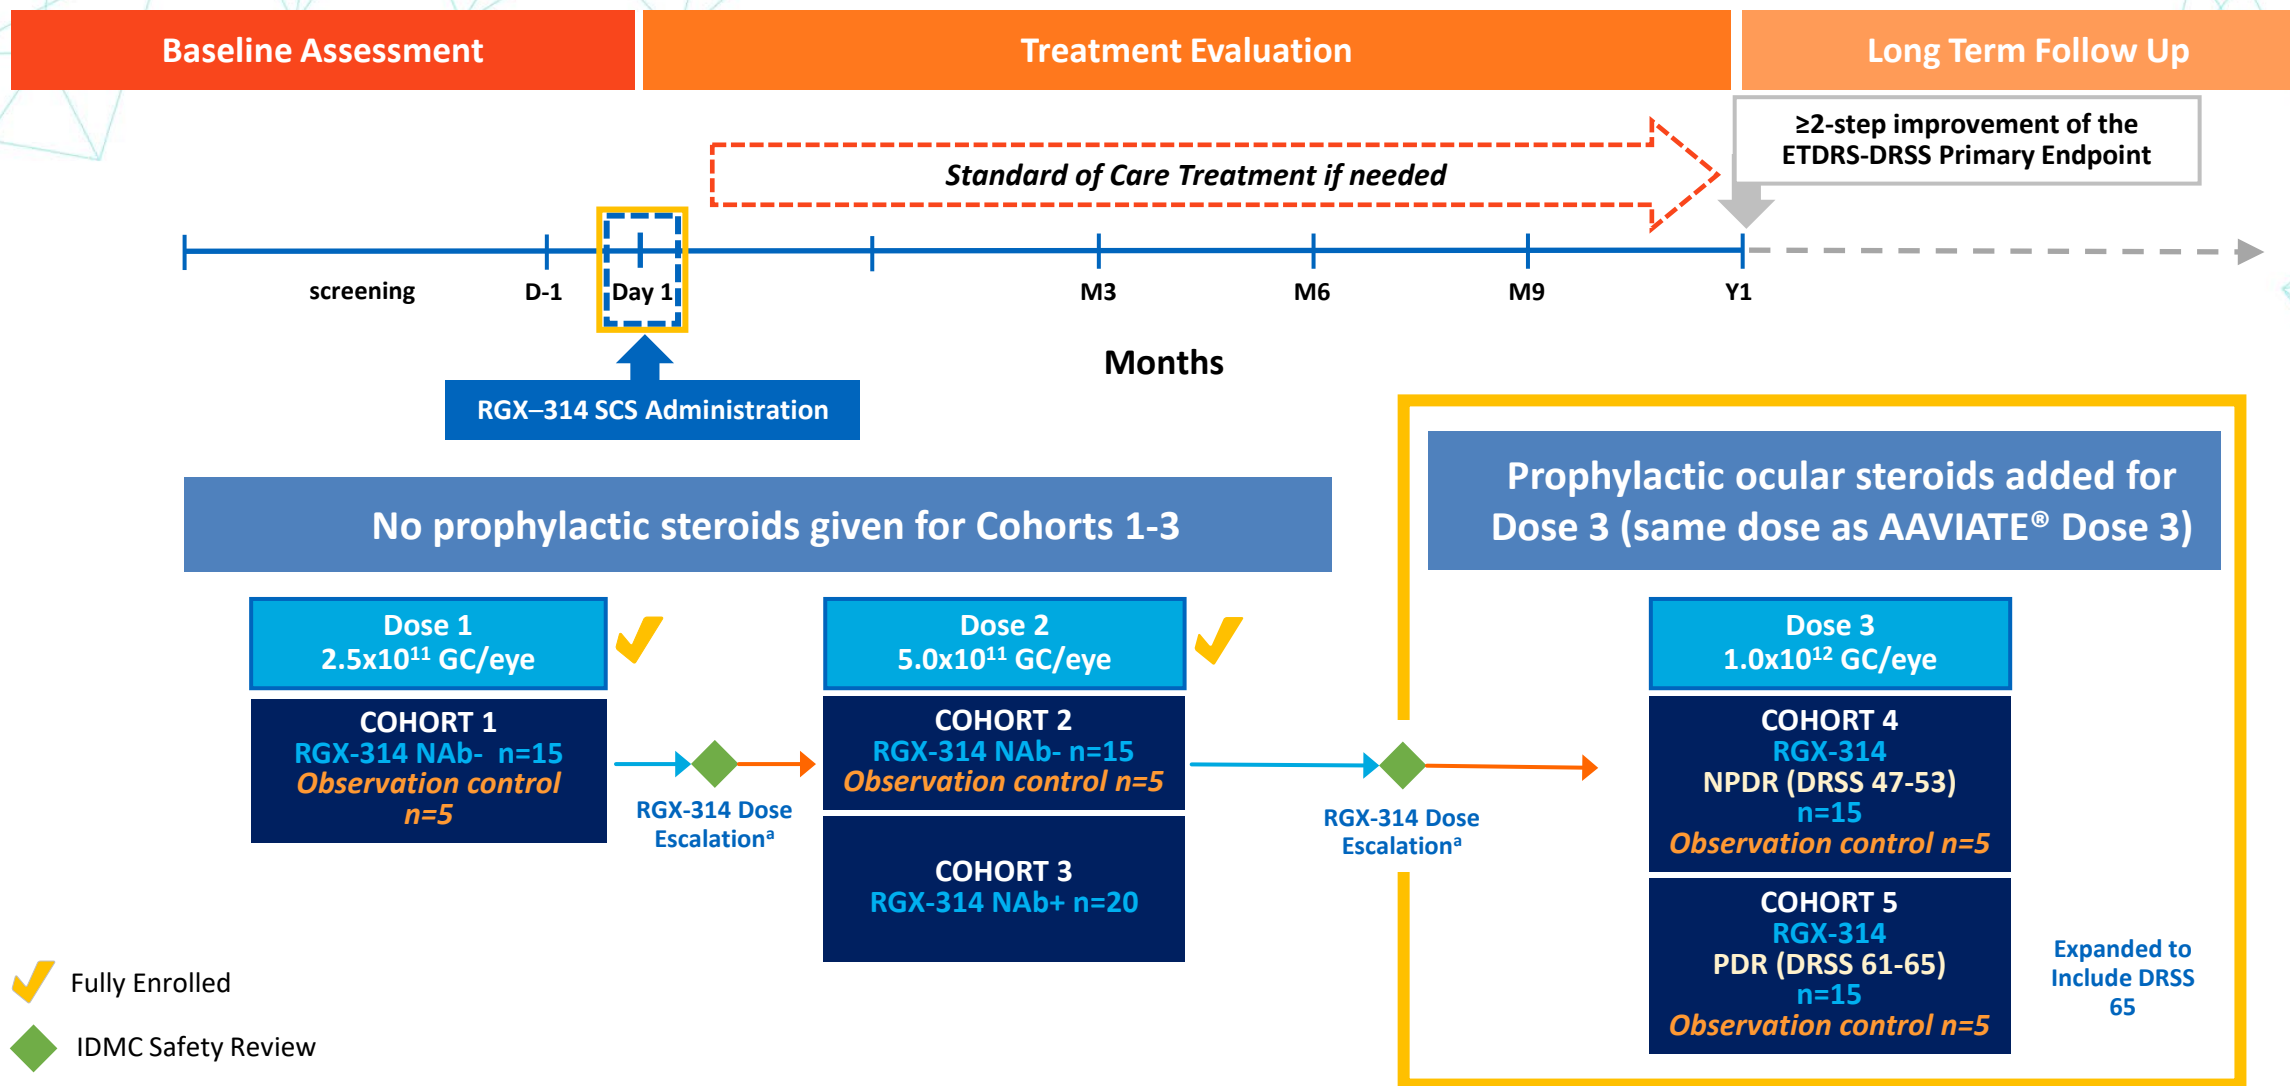 Baseline Assessment
Treatment Evaluation
Long Term Follow Up
≥2-step improvement of the
ETDRS-DRSS Primary Endpoint
Standard of Care Treatment if needed
screening
D-1
Day 1
M3
M6
M9
Y1
Months
RGX–314 SCS Administration
No prophylactic steroids given for Cohorts 1-3
Prophylactic ocular steroids added for
Dose 3 (same dose as AAVIATE® Dose 3)
Dose 1
2.5x10¹¹ GC/eye
COHORT 1
RGX-314 NAb- n=15
Observation control
n=5
RGX-314 Dose
Escalationᵃ
Dose 2
5.0x10¹¹ GC/eye
COHORT 2
RGX-314 NAb- n=15
Observation control n=5
COHORT 3
RGX-314 NAb+ n=20
RGX-314 Dose
Escalationᵃ
Dose 3
1.0x10¹² GC/eye
COHORT 4
RGX-314
NPDR (DRSS 47-53)
n=15
Observation control n=5
COHORT 5
RGX-314
PDR (DRSS 61-65)
n=15
Observation control n=5
Expanded to
Include DRSS
65
Fully Enrolled
IDMC Safety Review